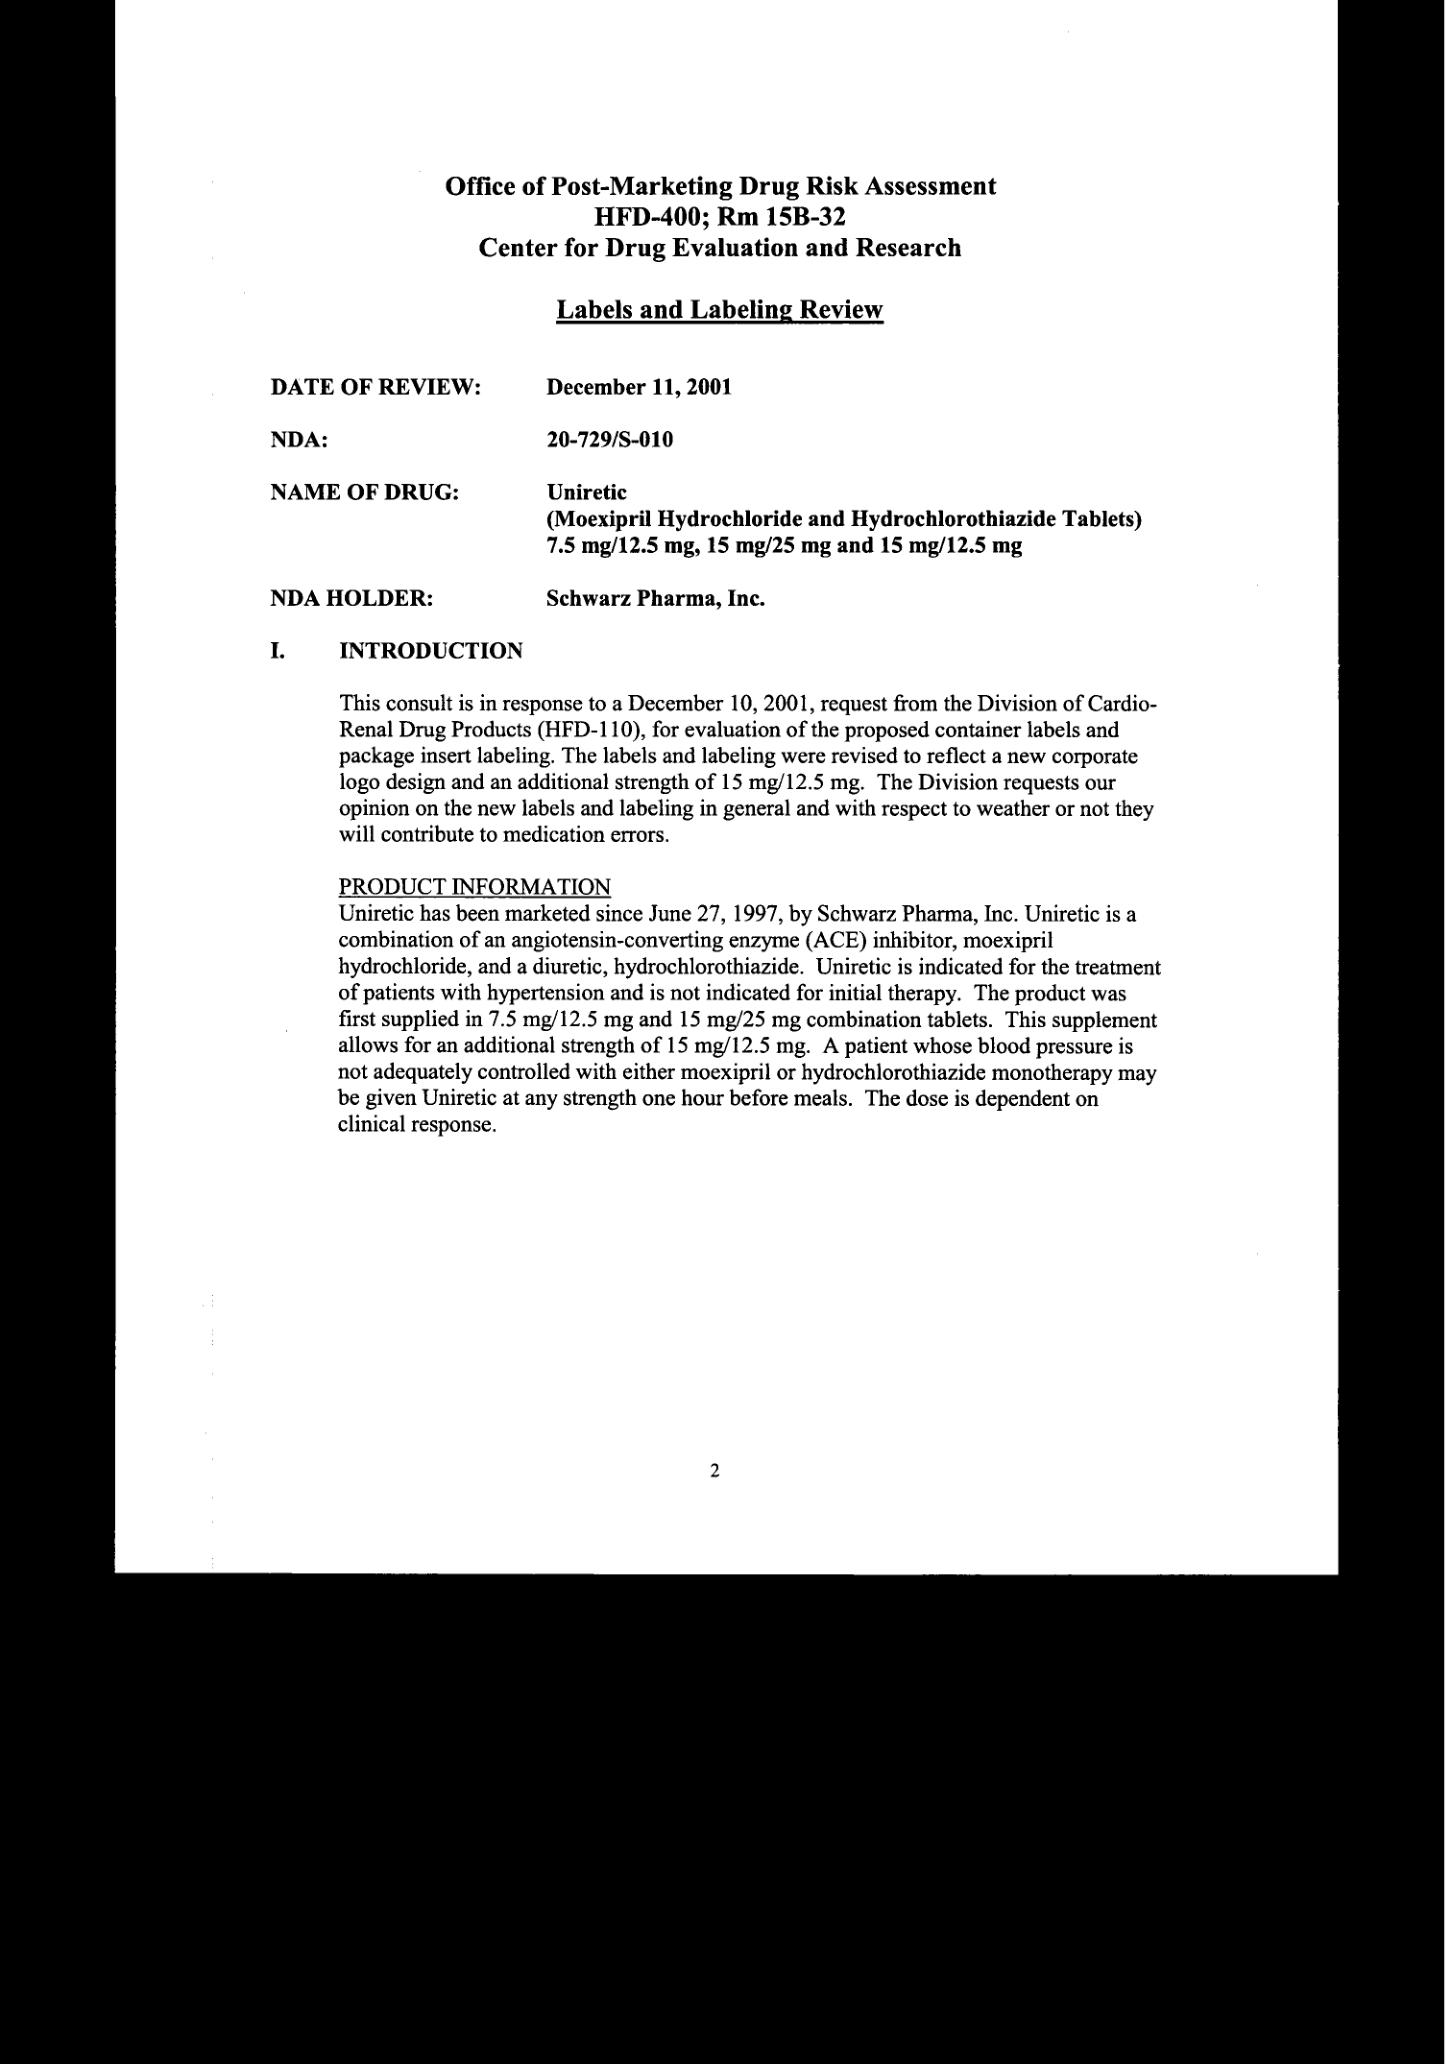 Office of Post-Marketing Drug Risk Assessment
HFD-400; Rm 15B-32
Center for Drug Evaluation and Research
Labels and Labeling Review
DATE OF REVIEW: December 11, 2001
NDA: 20-729/S-010
NAME OF DRUG: Uniretic
(Moexipril Hydrochloride and Hydrochlorothiazide Tablets)
7.5 mg/12.5 mg, 15 mg/25 mg and 15 mg/12.5 mg
NDA HOLDER: Schwarz Pharma, Inc.
I. INTRODUCTION
This consult is in response to a December 10, 2001, request from the Division of Cardio-
Renal Drug Products (HFD-110), for evaluation of the proposed container labels and
package insert labeling. The labels and labeling were revised to reflect a new corporate
logo design and an additional strength of 15 mg/12.5 mg. The Division requests our
opinion on the new labels and labeling in general and with respect to weather or not they
will contribute to medication errors.
PRODUCT INFORMATION
Uniretic has been marketed since June 27, 1997, by Schwarz Pharma, Inc. Uniretic is a
combination of an angiotensin-converting enzyme (ACE) inhibitor, moexipril
hydrochloride, and a diuretic, hydrochlorothiazide. Uniretic is indicated for the treatment
of patients with hypertension and is not indicated for initial therapy. The product was
first supplied in 7.5 mg/12.5 mg and 15 mg/25 mg combination tablets. This supplement
allows for an additional strength of 15 mg/12.5 mg. A patient whose blood pressure is
not adequately controlled with either moexipril or hydrochlorothiazide monotherapy may
be given Uniretic at any strength one hour before meals. The dose is dependent on
clinical response.
2